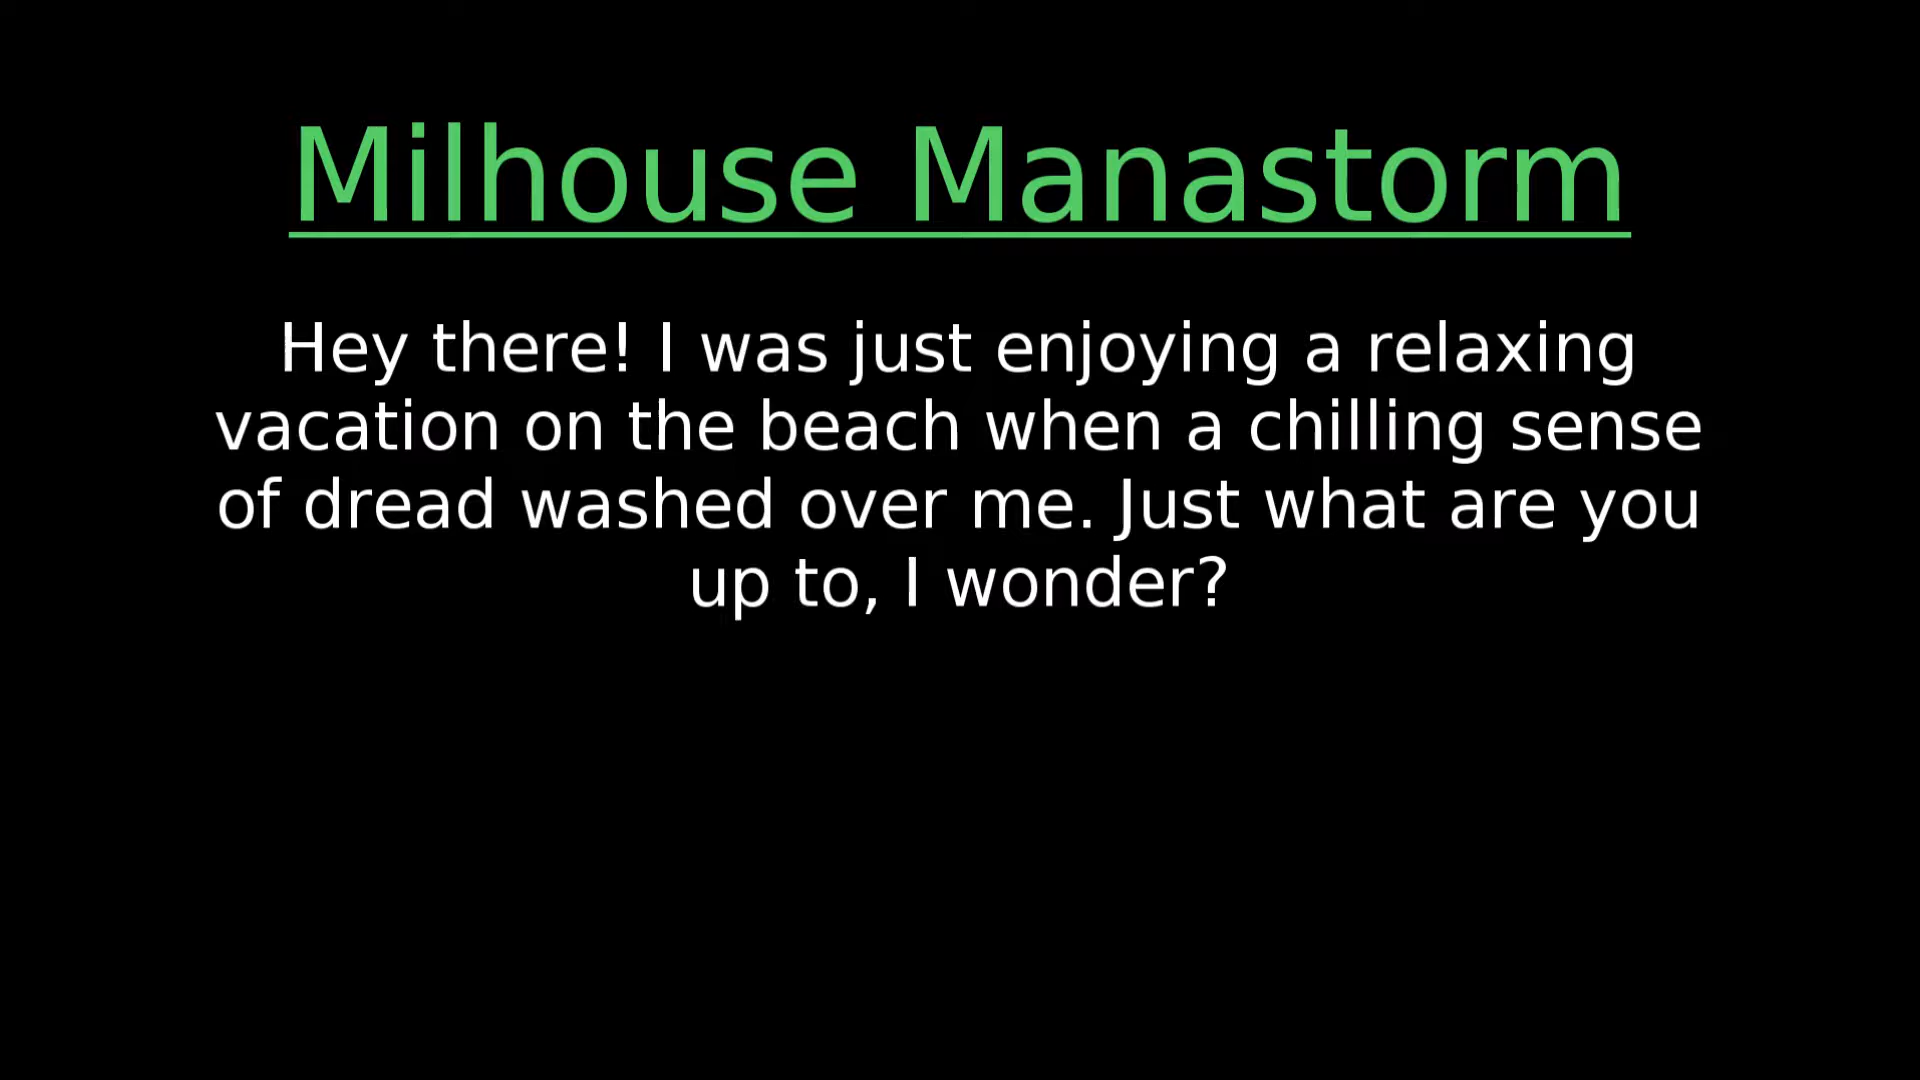 Milhouse Manastorm
Hey there! I was just enjoying a relaxing
vacation on the beach when a chilling sense
of dread washed over me. Just what are you
up to, I wonder?